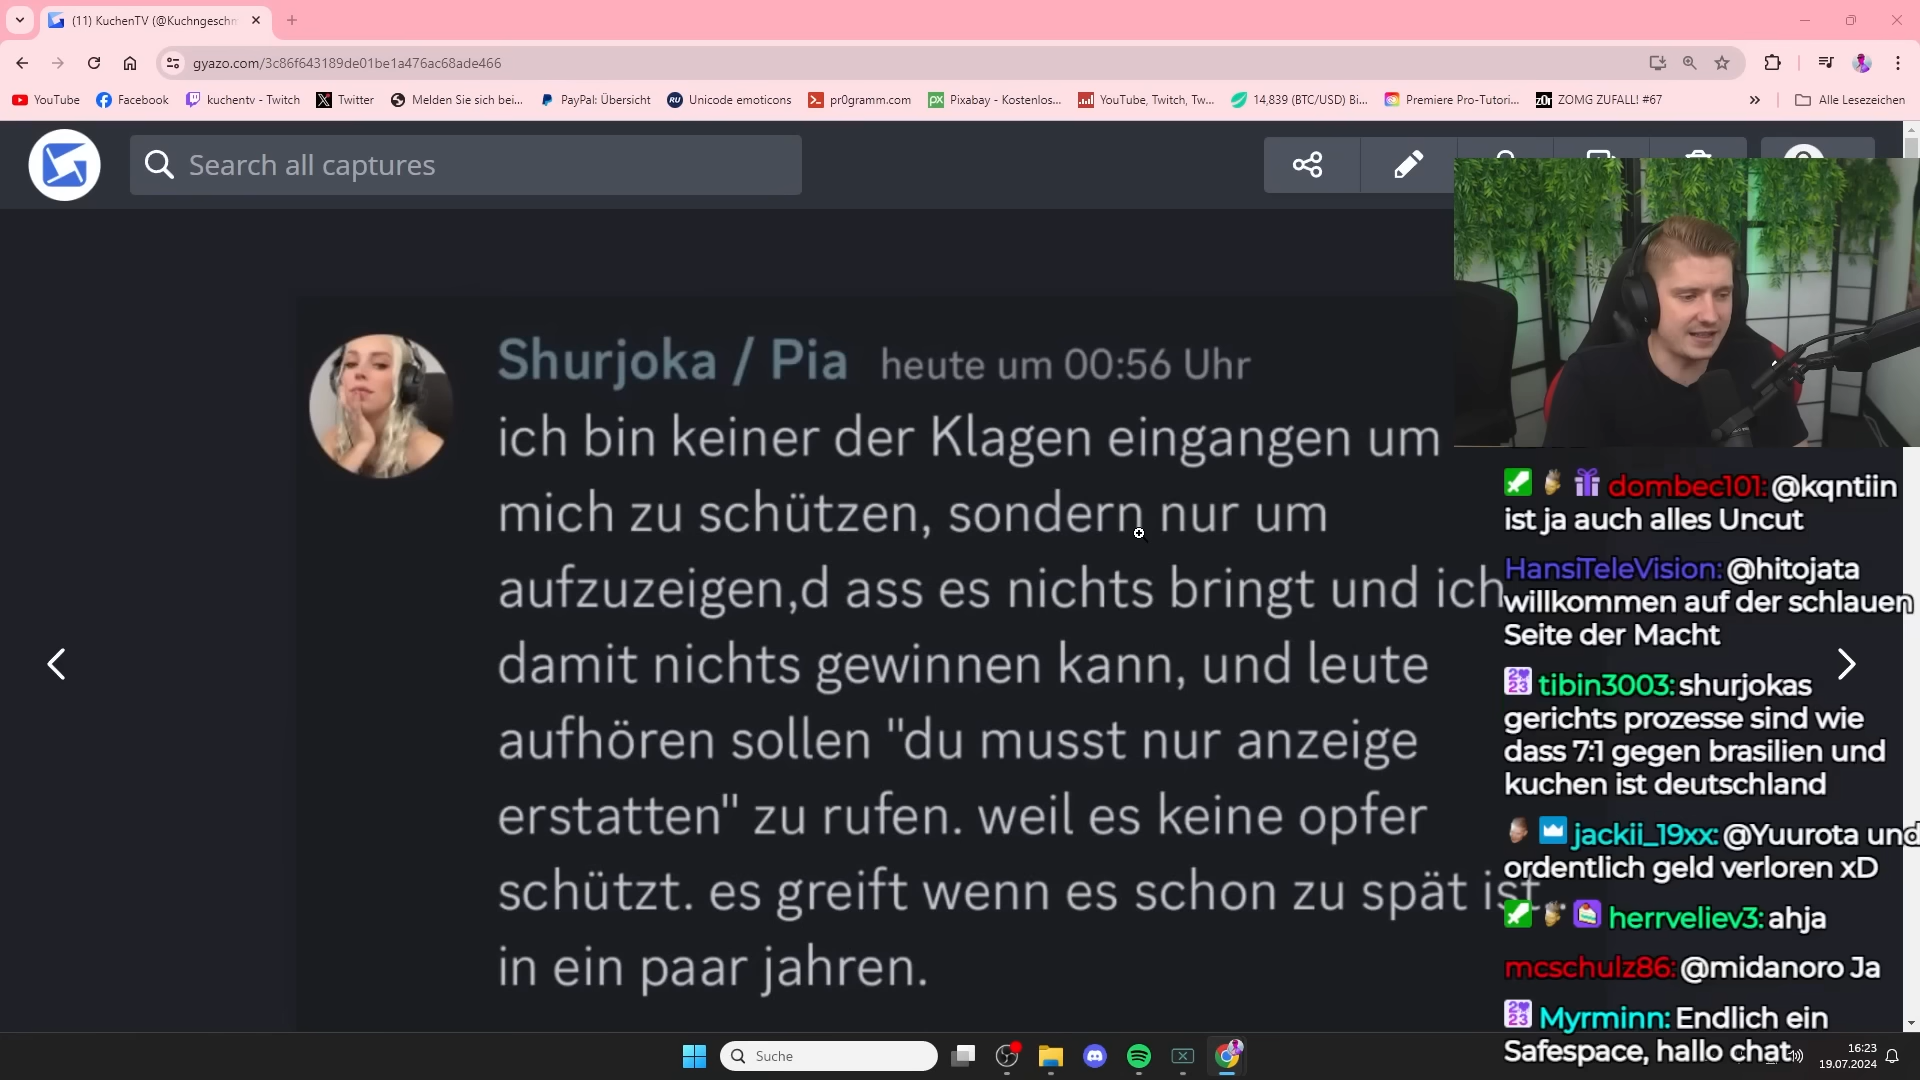 (11) KuchenTV (@Kuchngeschm
gyazo.com/3c86f643189de01be1a476ac68ade466
YouTube
Facebook
kuchentv - Twitch
Twitter
Melden Sie sich bei...
PayPal: Übersicht
Unicode emoticons
pr0gramm.com
Pixabay - Kostenlos...
YouTube, Twitch, Tw...
14,839 (BTC/USD) Bi...
Premiere Pro-Tutori...
ZOMG ZUFALL! #67
»
Alle Lesezeichen
Search all captures
Shurjoka / Pia heute um 00:56 Uhr
ich bin keiner der Klagen eingangen um
mich zu schützen, sondern nur um
aufzuzeigen,d ass es nichts bringt und ich
damit nichts gewinnen kann, und leute
aufhören sollen "du musst nur anzeige
erstatten" zu rufen. weil es keine opfer
schützt. es greift wenn es schon zu spät ist.
in ein paar jahren.
dombec101: @kqntiin
ist ja auch alles Uncut
HansiTeleVision: @hitojata
willkommen auf der schlauen
Seite der Macht
tibin3003: shurjokas
gerichts prozesse sind wie
dass 7:1 gegen brasilien und
kuchen ist deutschland
jackii_19xx: @Yuurota und
ordentlich geld verloren xD
herrveliev3: ahja
mcschulz86: @midanoro Ja
Myrminn: Endlich ein
Safespace, hallo chat
Suche
16:23
19.07.2024